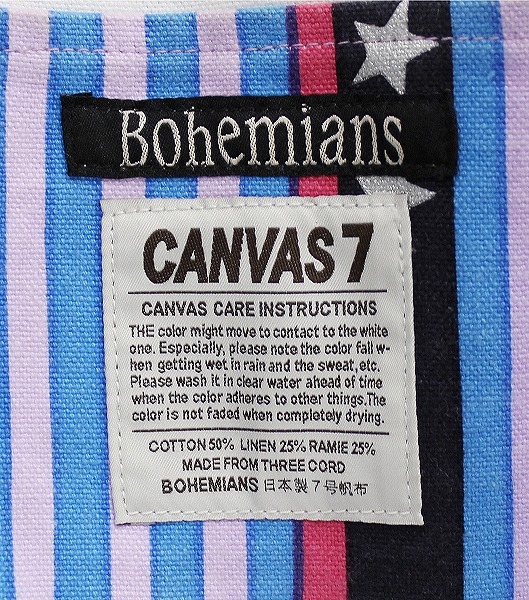 Bohemians
CANVAS 7
CANVAS CARE INSTRUCTIONS
THE color might move to contact to the white
one. Especially, please note the color fall w-
hen getting wet in rain and the sweat, etc.
Please wash it in clear water ahead of time
when the color adheres to other things.The
color is not faded when completely drying.
COTTON 50% LINEN 25% RAMIE 25%
MADE FROM THREE CORD
BOHEMIANS 日本製7号帆布